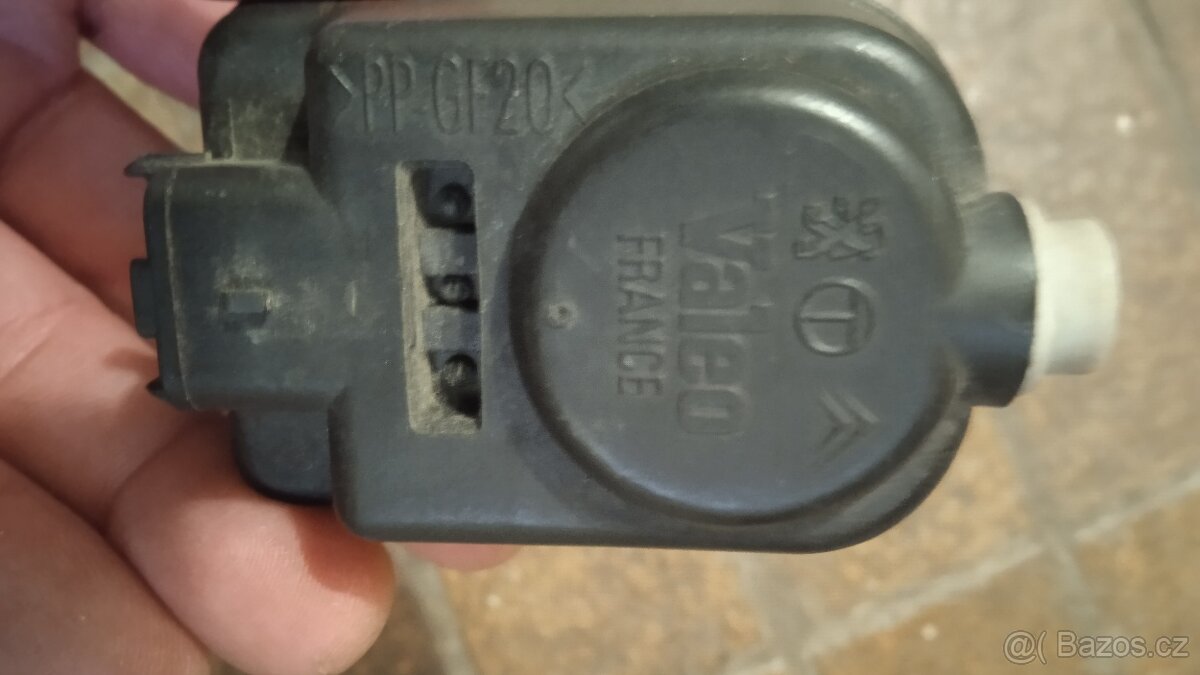 >PP GF20<
valeo
FRANCE
@( Bazos.cz